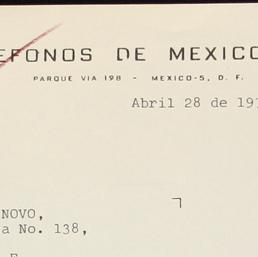 EFONOS DE MEXICO
PARQUE VIA 198 - MEXICO-5, D. F.
Abril 28 de 19
NOVO,
a No. 138,